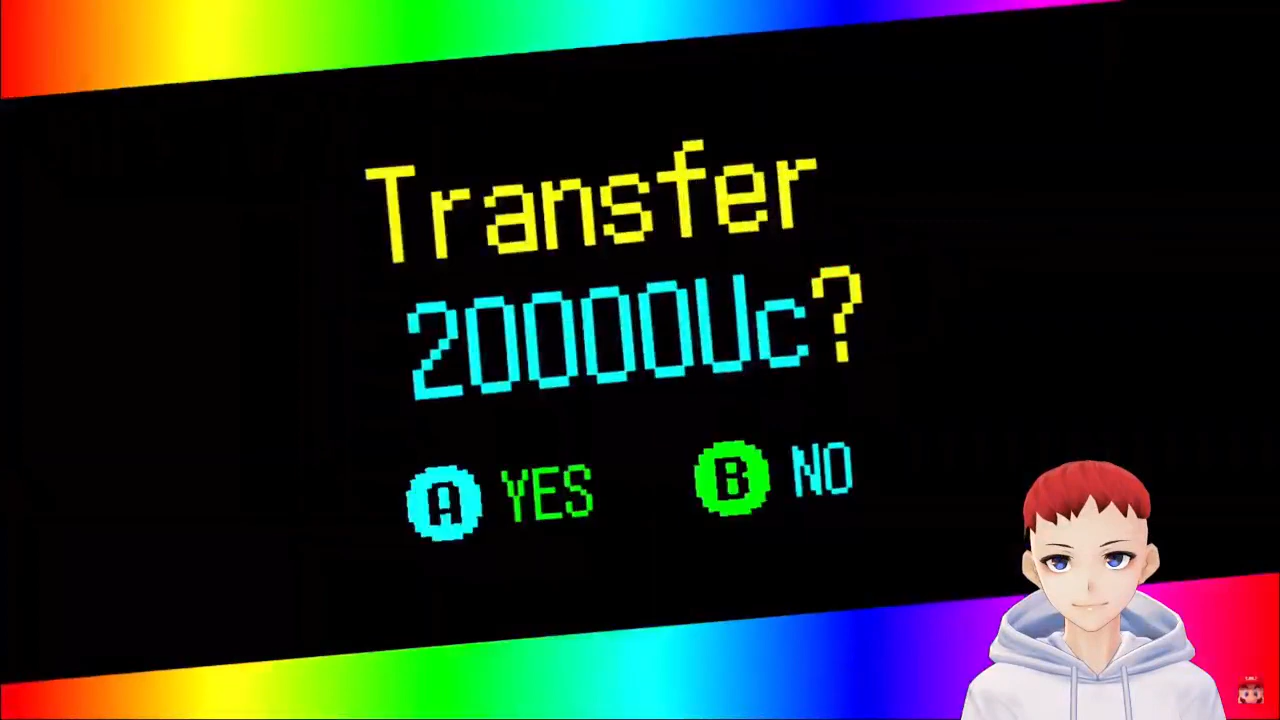 Transfer
20000Uc?
A YES B NO